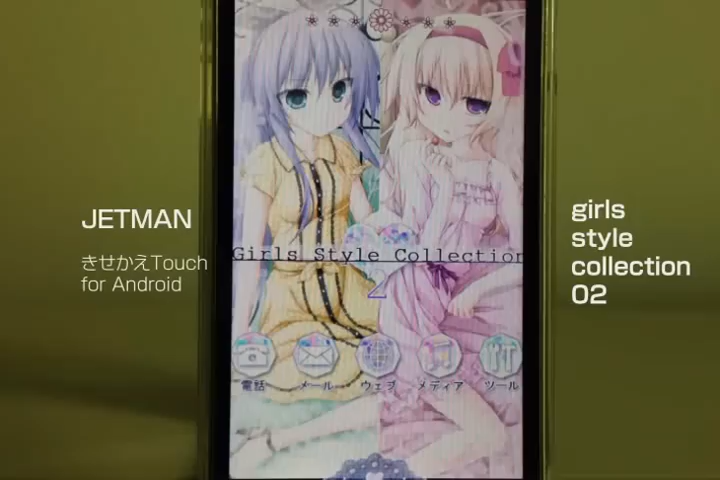 JETMAN
きせかえTouch
for Android
girls
style
collection
02
Girls Style Collection
2
電話
メール
ウェブ
メディア
ツール